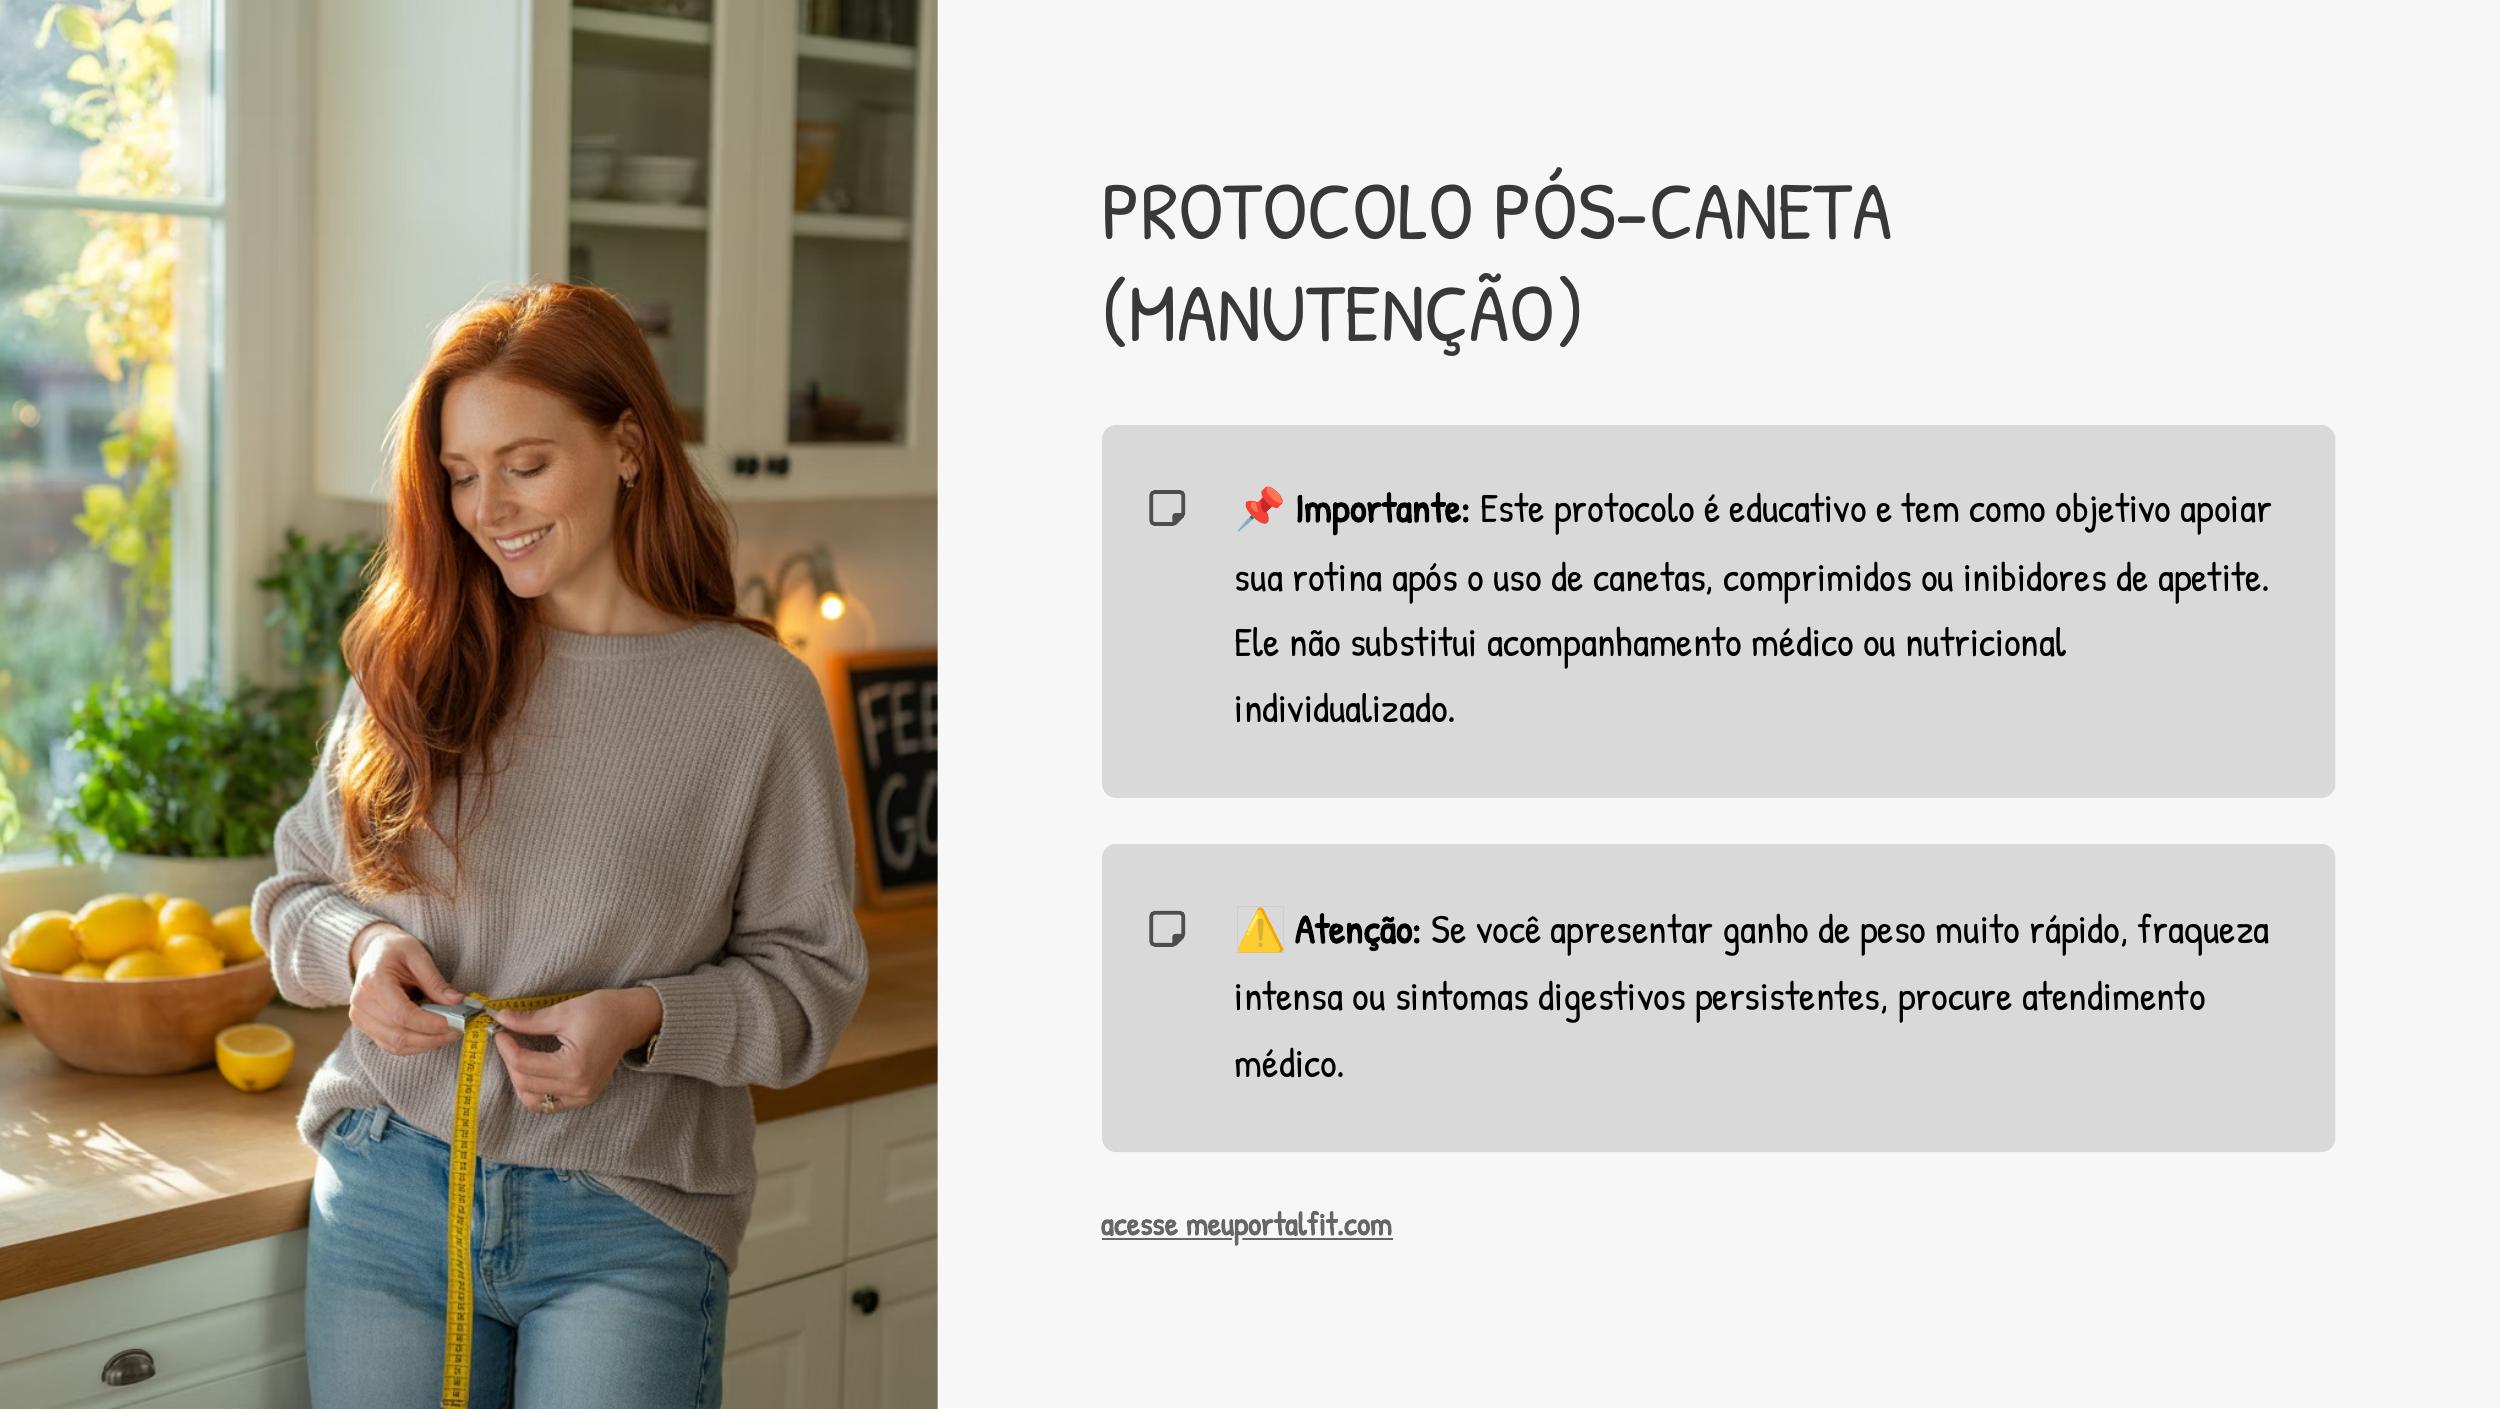 PROTOCOLO PÓS-CANETA
(MANUTENÇÃO)
📌 Importante: Este protocolo é educativo e tem como objetivo apoiar
sua rotina após o uso de canetas, comprimidos ou inibidores de apetite.
Ele não substitui acompanhamento médico ou nutricional
individualizado.
⚠️ Atenção: Se você apresentar ganho de peso muito rápido, fraqueza
intensa ou sintomas digestivos persistentes, procure atendimento
médico.
acesse meuportalfit.com
FEE
GO